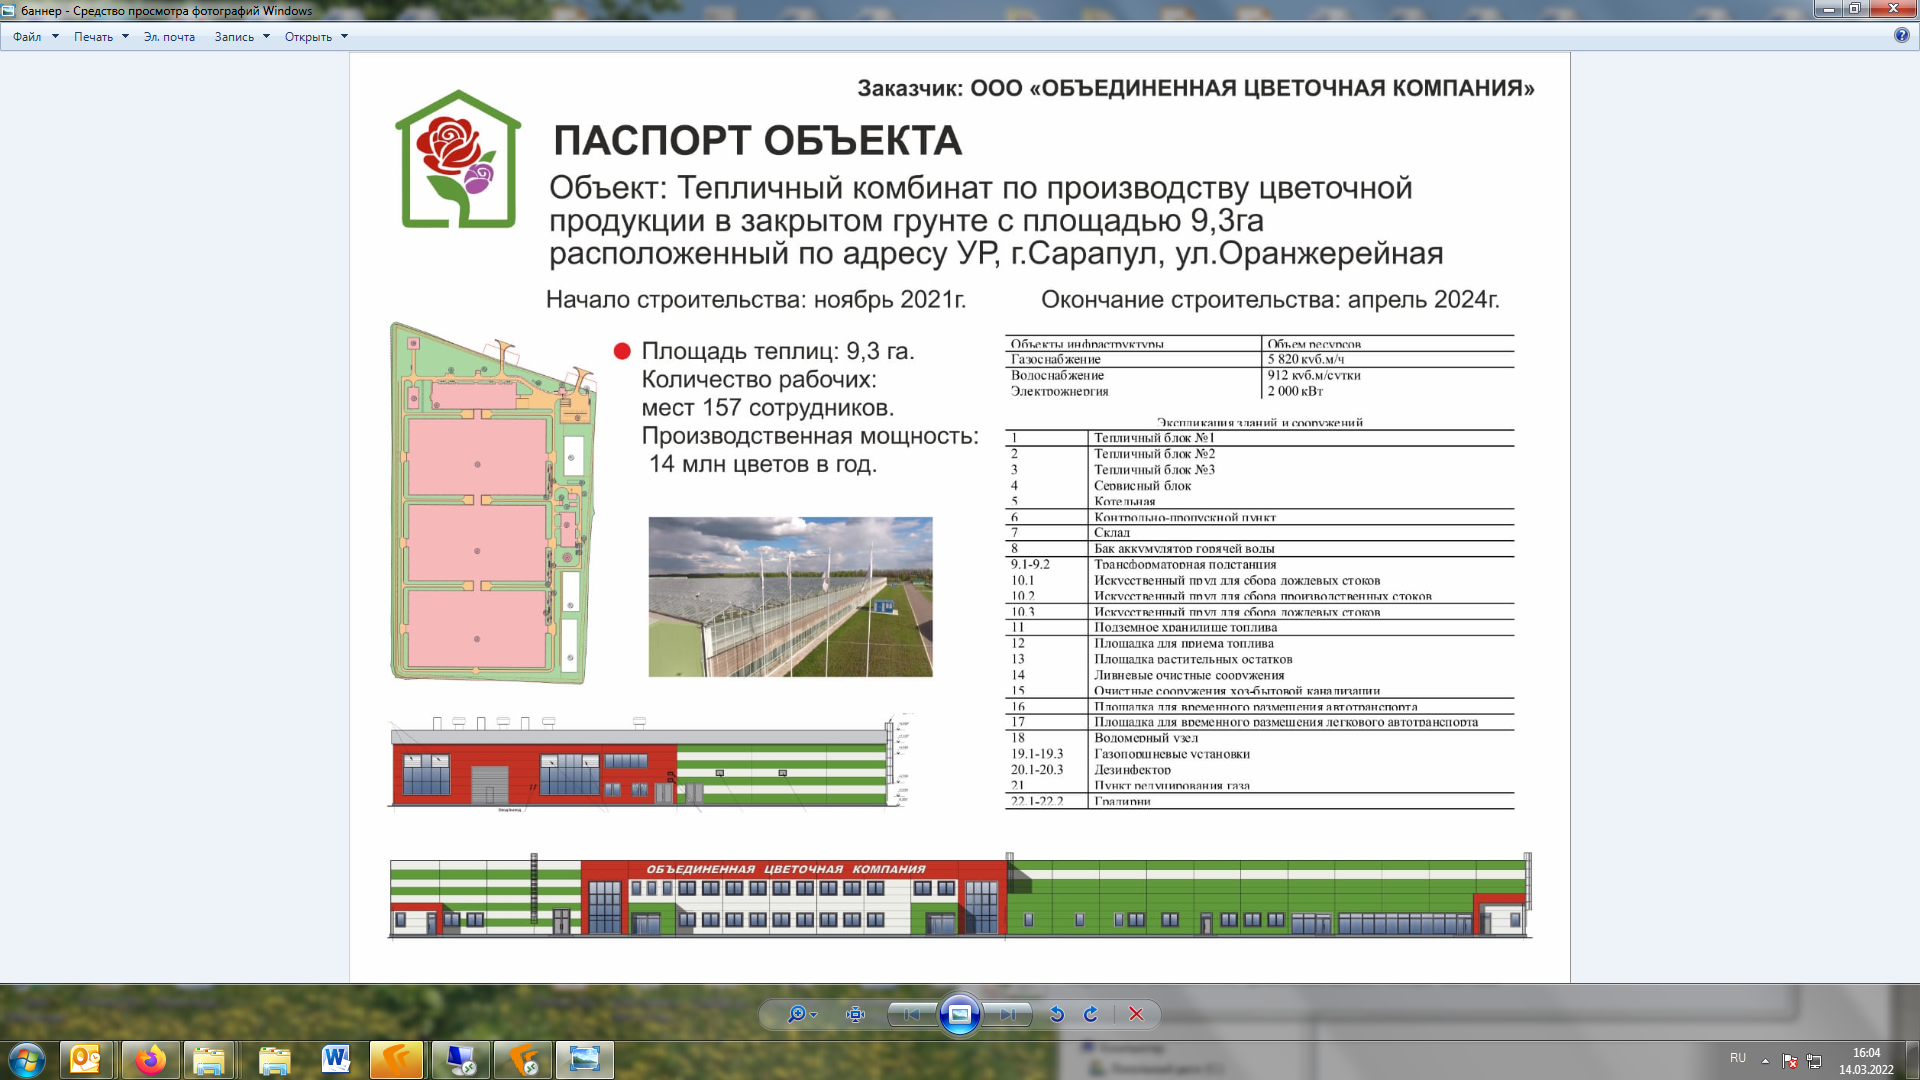 баннер - Средство просмотра фотографий Windows
Файл Печать Эл. почта Запись Открыть
Заказчик: ООО «ОБЪЕДИНЕННАЯ ЦВЕТОЧНАЯ КОМПАНИЯ»
ПАСПОРТ ОБЪЕКТА
Объект: Тепличный комбинат по производству цветочной
продукции в закрытом грунте с площадью 9,3га
расположенный по адресу УР, г.Сарапул, ул.Оранжерейная
Начало строительства: ноябрь 2021г. Окончание строительства: апрель 2024г.
Площадь теплиц: 9,3 га.
Количество рабочих:
мест 157 сотрудников.
Производственная мощность:
14 млн цветов в год.
Объекты инфраструктуры Объем ресурсов
Газоснабжение 5 820 куб.м/ч
Водоснабжение 912 куб.м/сутки
Электроэнергия 2 000 кВт
Экспликация зданий и сооружений
1 Тепличный блок №1
2 Тепличный блок №2
3 Тепличный блок №3
4 Сервисный блок
5 Котельная
6 Контрольно-пропускной пункт
7 Склад
8 Бак аккумулятор горячей воды
9.1-9.2 Трансформаторная подстанция
10.1 Искусственный пруд для сбора дождевых стоков
10.2 Искусственный пруд для сбора производственных стоков
10.3 Искусственный пруд для сбора дождевых стоков
11 Подземное хранилище топлива
12 Площадка для приема топлива
13 Площадка растительных остатков
14 Ливневые очистные сооружения
15 Очистные сооружения хоз-бытовой канализации
16 Площадка для временного размещения автотранспорта
17 Площадка для временного размещения легкового автотранспорта
18 Водомерный узел
19.1-19.3 Газопоршневые установки
20.1-20.3 Дезинфектор
21 Пункт редуцирования газа
22.1-22.2 Градирни
ОБЪЕДИНЕННАЯ ЦВЕТОЧНАЯ КОМПАНИЯ
RU
16:04
14.03.2022